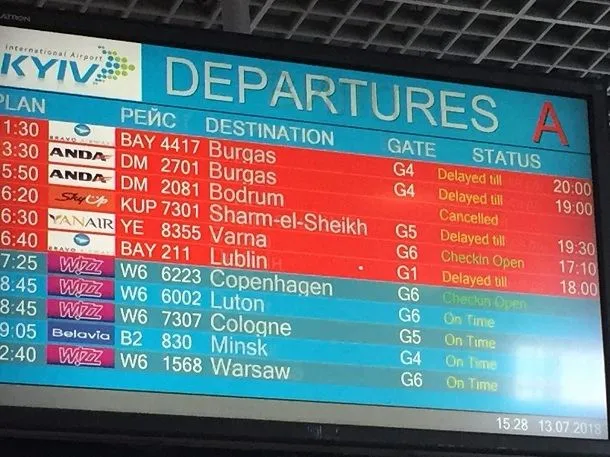 International Airport
KYIV
DEPARTURES A
PLAN РЕЙС DESTINATION GATE STATUS
1:30 BRAVO AIRWAYS BAY 4417 Burgas G4 Delayed till 20:00
3:30 ANDA DM 2701 Burgas G4 Delayed till 19:00
5:50 ANDA DM 2081 Bodrum Cancelled
6:20 SkyUp KUP 7301 Sharm-el-Sheikh G5 Delayed till 19:30
6:30 YANAIR YE 8355 Varna G6 Checkin Open 17:10
6:40 BRAVO AIRWAYS BAY 211 Lublin G1 Delayed till 18:00
7:25 WIZZ W6 6223 Copenhagen G6 Checkin Open
8:45 WIZZ W6 6002 Luton G6 On Time
8:45 WIZZ W6 7307 Cologne G5 On Time
9:05 Belavia B2 830 Minsk G4 On Time
2:40 WIZZ W6 1568 Warsaw G6 On Time
15:28 13.07.2018